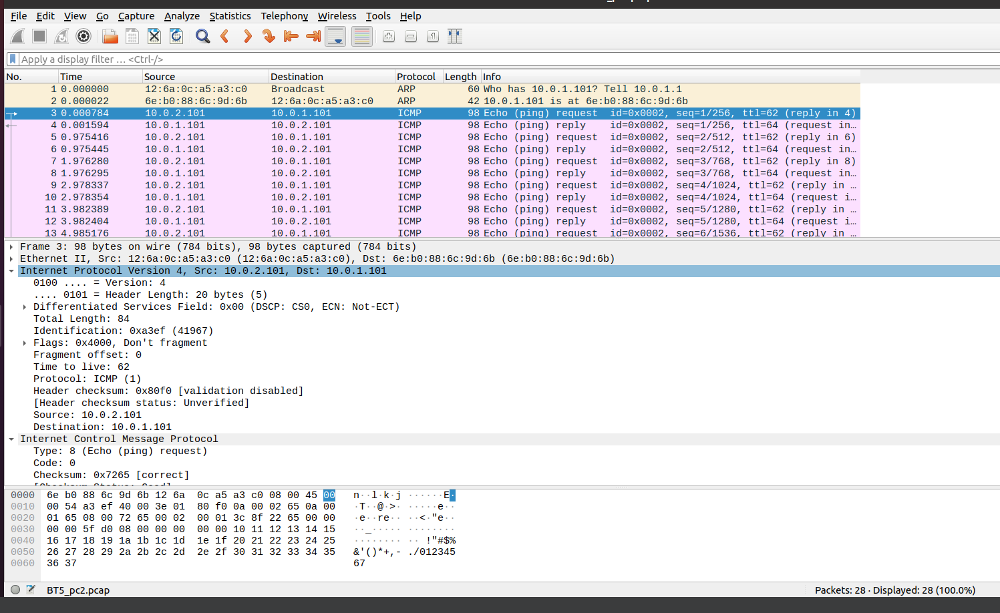 File Edit View Go Capture Analyze Statistics Telephony Wireless Tools Help
Apply a display filter … <Ctrl-/>
No. Time Source Destination Protocol Length Info
1 0.000000 12:6a:0c:a5:a3:c0 Broadcast ARP 60 Who has 10.0.1.101? Tell 10.0.1.1
2 0.000022 6e:b0:88:6c:9d:6b 12:6a:0c:a5:a3:c0 ARP 42 10.0.1.101 is at 6e:b0:88:6c:9d:6b
3 0.000784 10.0.2.101 10.0.1.101 ICMP 98 Echo (ping) request id=0x0002, seq=1/256, ttl=62 (reply in 4)
4 0.001594 10.0.1.101 10.0.2.101 ICMP 98 Echo (ping) reply id=0x0002, seq=1/256, ttl=64 (request in…
5 0.975416 10.0.2.101 10.0.1.101 ICMP 98 Echo (ping) request id=0x0002, seq=2/512, ttl=62 (reply in 6)
6 0.975445 10.0.1.101 10.0.2.101 ICMP 98 Echo (ping) reply id=0x0002, seq=2/512, ttl=64 (request in…
7 1.976280 10.0.2.101 10.0.1.101 ICMP 98 Echo (ping) request id=0x0002, seq=3/768, ttl=62 (reply in 8)
8 1.976295 10.0.1.101 10.0.2.101 ICMP 98 Echo (ping) reply id=0x0002, seq=3/768, ttl=64 (request in…
9 2.978337 10.0.2.101 10.0.1.101 ICMP 98 Echo (ping) request id=0x0002, seq=4/1024, ttl=62 (reply in …
10 2.978354 10.0.1.101 10.0.2.101 ICMP 98 Echo (ping) reply id=0x0002, seq=4/1024, ttl=64 (request i…
11 3.982389 10.0.2.101 10.0.1.101 ICMP 98 Echo (ping) request id=0x0002, seq=5/1280, ttl=62 (reply in …
12 3.982404 10.0.1.101 10.0.2.101 ICMP 98 Echo (ping) reply id=0x0002, seq=5/1280, ttl=64 (request i…
13 4.985176 10.0.2.101 10.0.1.101 ICMP 98 Echo (ping) request id=0x0002, seq=6/1536, ttl=62 (reply in …
Frame 3: 98 bytes on wire (784 bits), 98 bytes captured (784 bits)
Ethernet II, Src: 12:6a:0c:a5:a3:c0 (12:6a:0c:a5:a3:c0), Dst: 6e:b0:88:6c:9d:6b (6e:b0:88:6c:9d:6b)
Internet Protocol Version 4, Src: 10.0.2.101, Dst: 10.0.1.101
0100 .... = Version: 4
.... 0101 = Header Length: 20 bytes (5)
Differentiated Services Field: 0x00 (DSCP: CS0, ECN: Not-ECT)
Total Length: 84
Identification: 0xa3ef (41967)
Flags: 0x4000, Don't fragment
Fragment offset: 0
Time to live: 62
Protocol: ICMP (1)
Header checksum: 0x80f0 [validation disabled]
[Header checksum status: Unverified]
Source: 10.0.2.101
Destination: 10.0.1.101
Internet Control Message Protocol
Type: 8 (Echo (ping) request)
Code: 0
Checksum: 0x7265 [correct]
[Checksum Status: Good]
0000 6e b0 88 6c 9d 6b 12 6a 0c a5 a3 c0 08 00 45 00 n··l·k·j ······E·
0010 00 54 a3 ef 40 00 3e 01 80 f0 0a 00 02 65 0a 00 ·T··@·>· ·····e··
0020 01 65 08 00 72 65 00 02 00 01 3c 8f 22 65 00 00 ·e··re·· ··<·"e··
0030 00 00 5f d0 08 00 00 00 00 00 10 11 12 13 14 15 ··_····· ········
0040 16 17 18 19 1a 1b 1c 1d 1e 1f 20 21 22 23 24 25 ········ ·· !"#$%
0050 26 27 28 29 2a 2b 2c 2d 2e 2f 30 31 32 33 34 35 &'()*+,- ./012345
0060 36 37 67
BT5_pc2.pcap Packets: 28 · Displayed: 28 (100.0%)